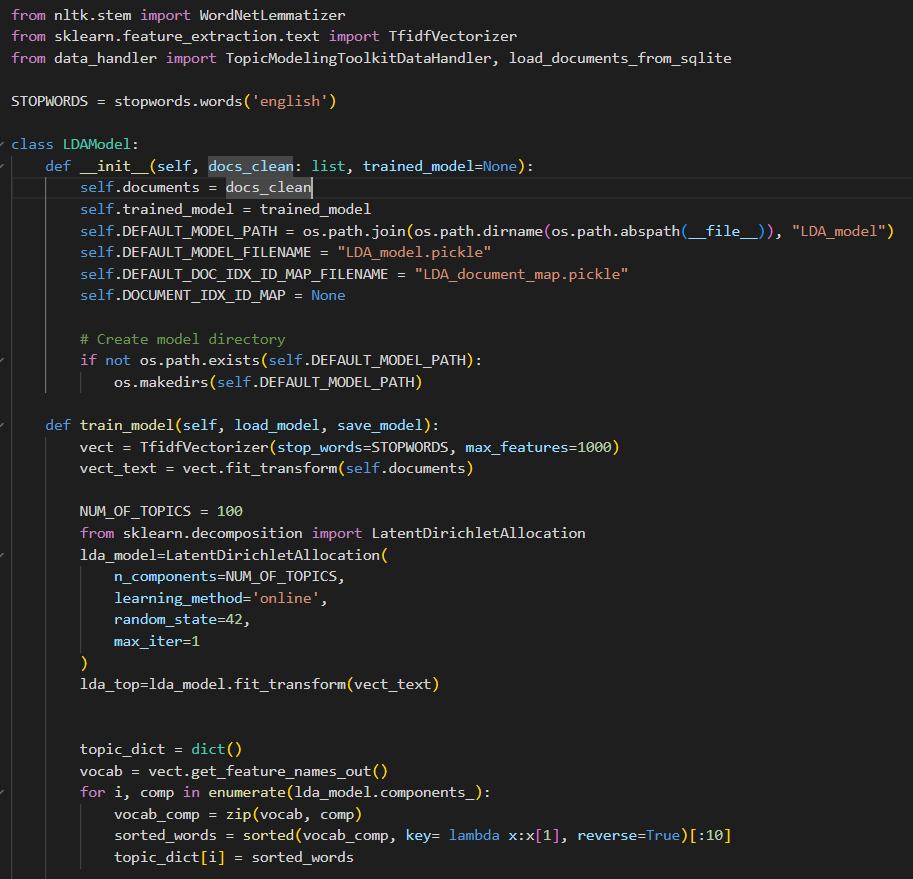 from nltk.stem import WordNetLemmatizer
from sklearn.feature_extraction.text import TfidfVectorizer
from data_handler import TopicModelingToolkitDataHandler, load_documents_from_sqlite

STOPWORDS = stopwords.words('english')

class LDAModel:
    def __init__(self, docs_clean: list, trained_model=None):
        self.documents = docs_clean
        self.trained_model = trained_model
        self.DEFAULT_MODEL_PATH = os.path.join(os.path.dirname(os.path.abspath(__file__)), "LDA_model")
        self.DEFAULT_MODEL_FILENAME = "LDA_model.pickle"
        self.DEFAULT_DOC_IDX_ID_MAP_FILENAME = "LDA_document_map.pickle"
        self.DOCUMENT_IDX_ID_MAP = None

        # Create model directory
        if not os.path.exists(self.DEFAULT_MODEL_PATH):
            os.makedirs(self.DEFAULT_MODEL_PATH)

    def train_model(self, load_model, save_model):
        vect = TfidfVectorizer(stop_words=STOPWORDS, max_features=1000)
        vect_text = vect.fit_transform(self.documents)

        NUM_OF_TOPICS = 100
        from sklearn.decomposition import LatentDirichletAllocation
        lda_model=LatentDirichletAllocation(
            n_components=NUM_OF_TOPICS,
            learning_method='online',
            random_state=42,
            max_iter=1
        )
        lda_top=lda_model.fit_transform(vect_text)


        topic_dict = dict()
        vocab = vect.get_feature_names_out()
        for i, comp in enumerate(lda_model.components_):
            vocab_comp = zip(vocab, comp)
            sorted_words = sorted(vocab_comp, key= lambda x:x[1], reverse=True)[:10]
            topic_dict[i] = sorted_words